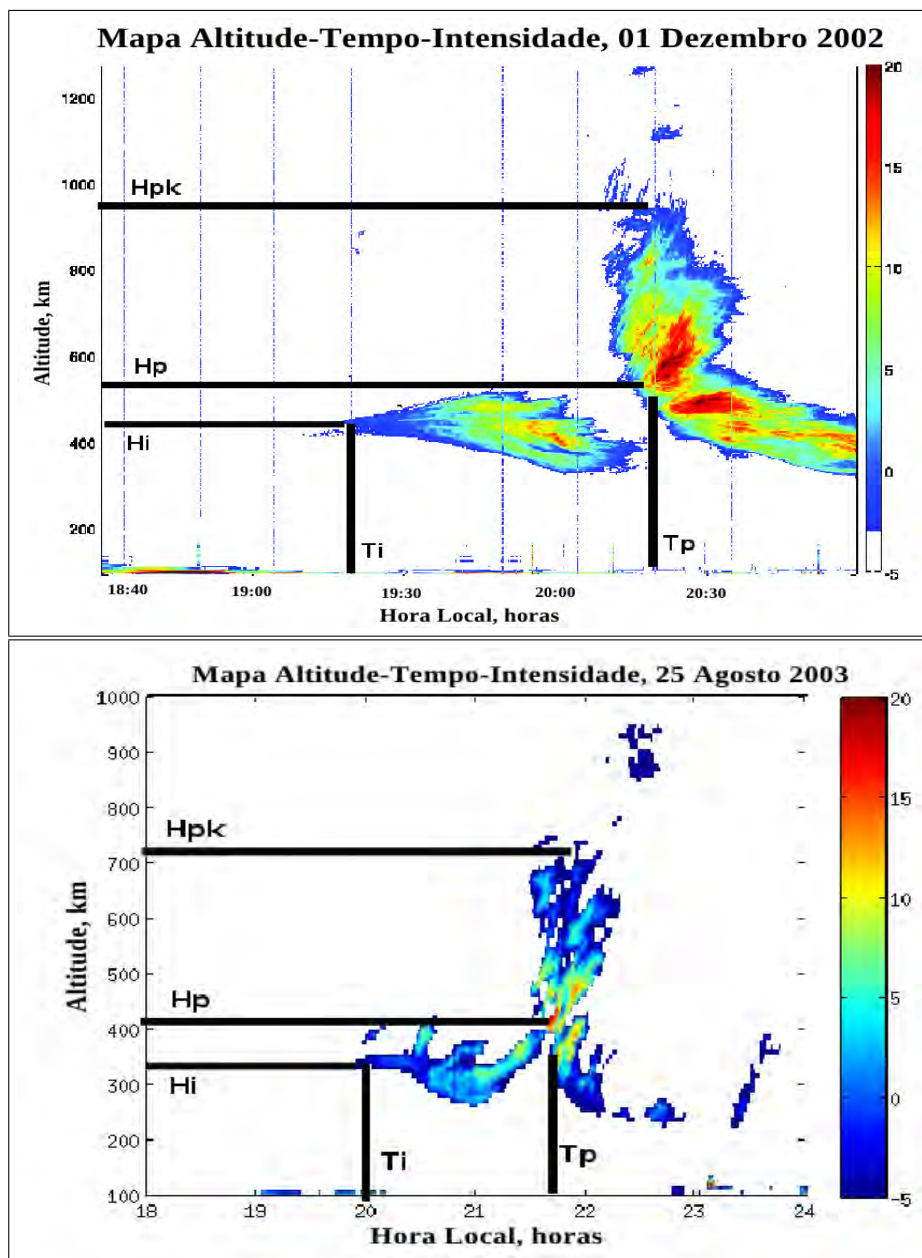 Mapa Altitude-Tempo-Intensidade, 01 Dezembro 2002
1200
1000
800
600
400
200
Altitude, km
Hpk
Hp
Hi
Ti
Tp
18:40 19:00 19:30 20:00 20:30
Hora Local, horas
20
15
10
5
0
-5
Mapa Altitude-Tempo-Intensidade, 25 Agosto 2003
1000
900
800
700
600
500
400
300
200
100
Altitude, km
Hpk
Hp
Hi
Ti
Tp
18 19 20 21 22 23 24
Hora Local, horas
20
15
10
5
0
-5